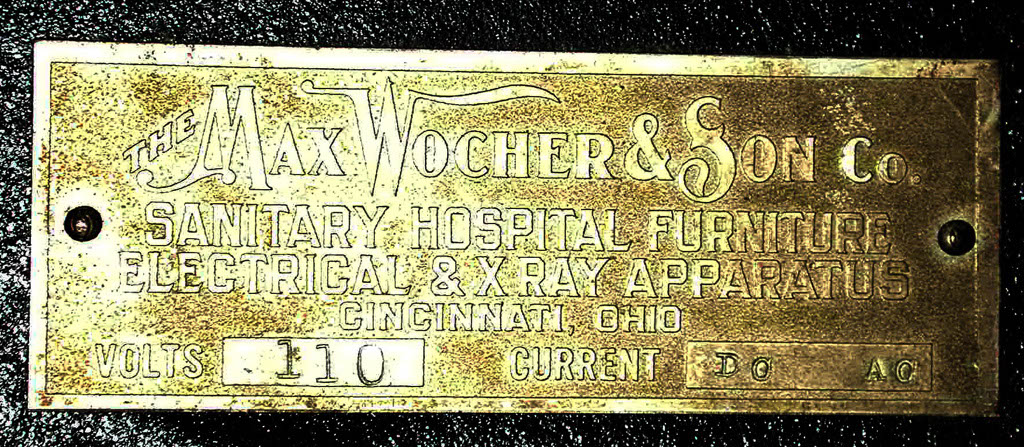 THE MAX WOCHER & SON CO.
SANITARY HOSPITAL FURNITURE
ELECTRICAL & X RAY APPARATUS
CINCINNATI, OHIO
VOLTS 110 CURRENT DC AC